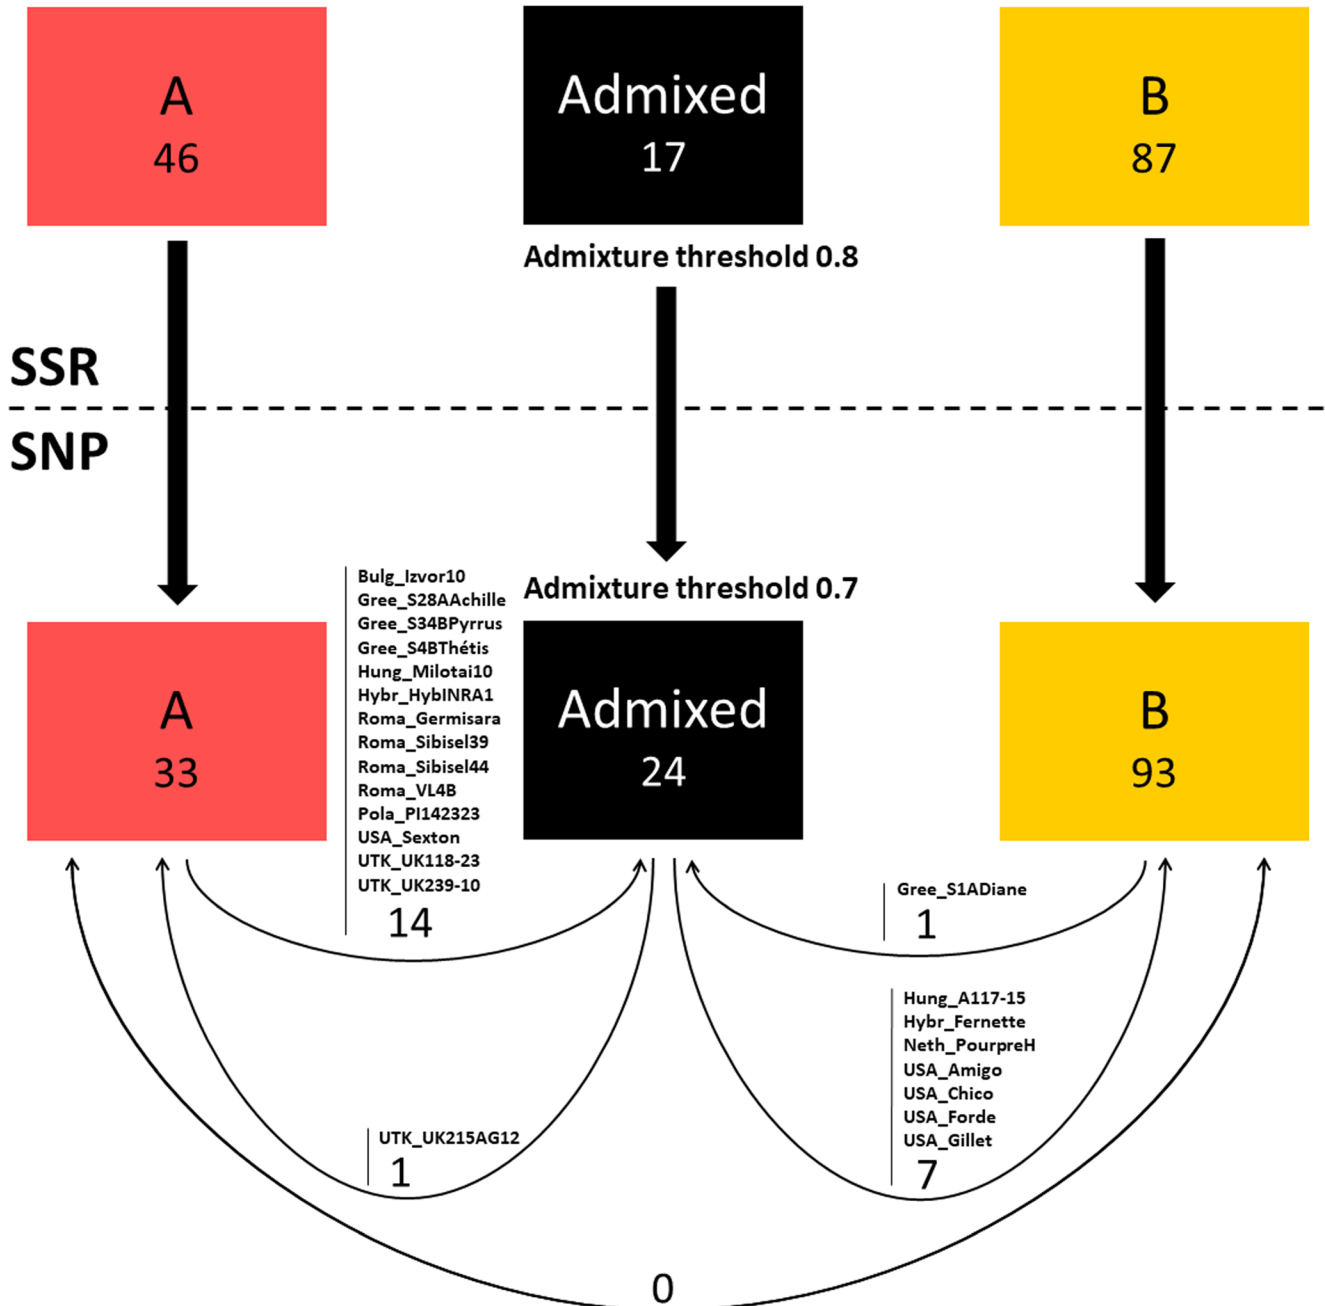 A
46
Admixed
17
B
87
Admixture threshold 0.8
SSR
SNP
Bulg_Izvor10
Gree_S28AAchille
Gree_S34BPyrrus
Gree_S4BThétis
Hung_Milotai10
Hybr_HybINRA1
Roma_Germisara
Roma_Sibisel39
Roma_Sibisel44
Roma_VL4B
Pola_PI142323
USA_Sexton
UTK_UK118-23
UTK_UK239-10
14
Admixture threshold 0.7
A
33
Admixed
24
B
93
Gree_S1ADiane
1
Hung_A117-15
Hybr_Fernette
Neth_PourpreH
USA_Amigo
USA_Chico
USA_Forde
USA_Gillet
7
UTK_UK215AG12
1
0